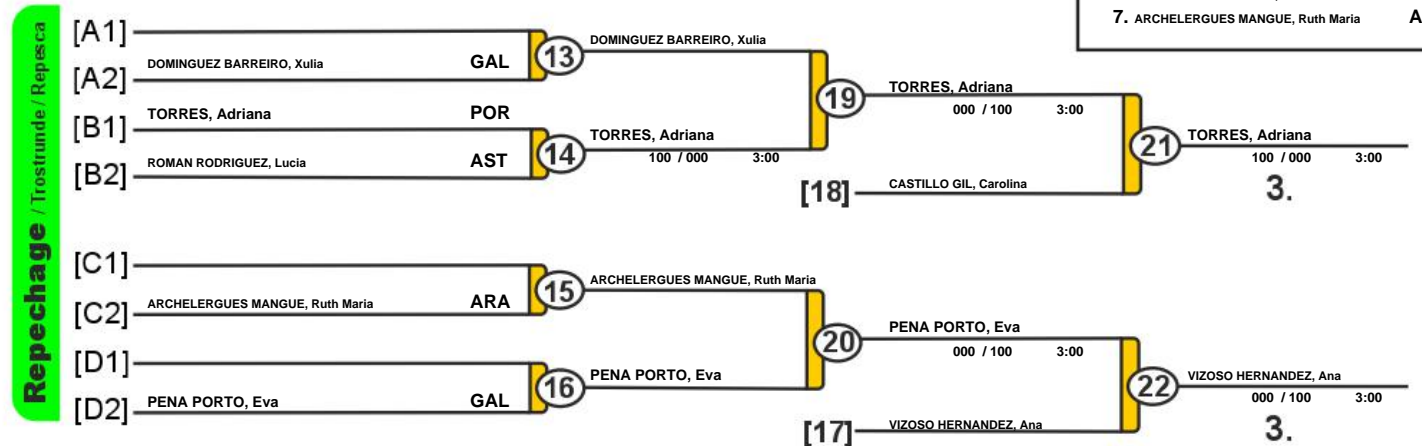 7. ARCHELERGUES MANGUE, Ruth Maria A
Repechage / Trostrunde / Repesca
[A1]
DOMINGUEZ BARREIRO, Xulia GAL
[A2]
13
DOMINGUEZ BARREIRO, Xulia
TORRES, Adriana POR
[B1]
ROMAN RODRIGUEZ, Lucia AST
[B2]
14
TORRES, Adriana
100 / 000 3:00
19
TORRES, Adriana
000 / 100 3:00
[18] CASTILLO GIL, Carolina
21
TORRES, Adriana
100 / 000 3:00
3.
[C1]
ARCHELERGUES MANGUE, Ruth Maria ARA
[C2]
15
ARCHELERGUES MANGUE, Ruth Maria
[D1]
PENA PORTO, Eva GAL
[D2]
16
PENA PORTO, Eva
20
PENA PORTO, Eva
000 / 100 3:00
[17] VIZOSO HERNANDEZ, Ana
22
VIZOSO HERNANDEZ, Ana
000 / 100 3:00
3.